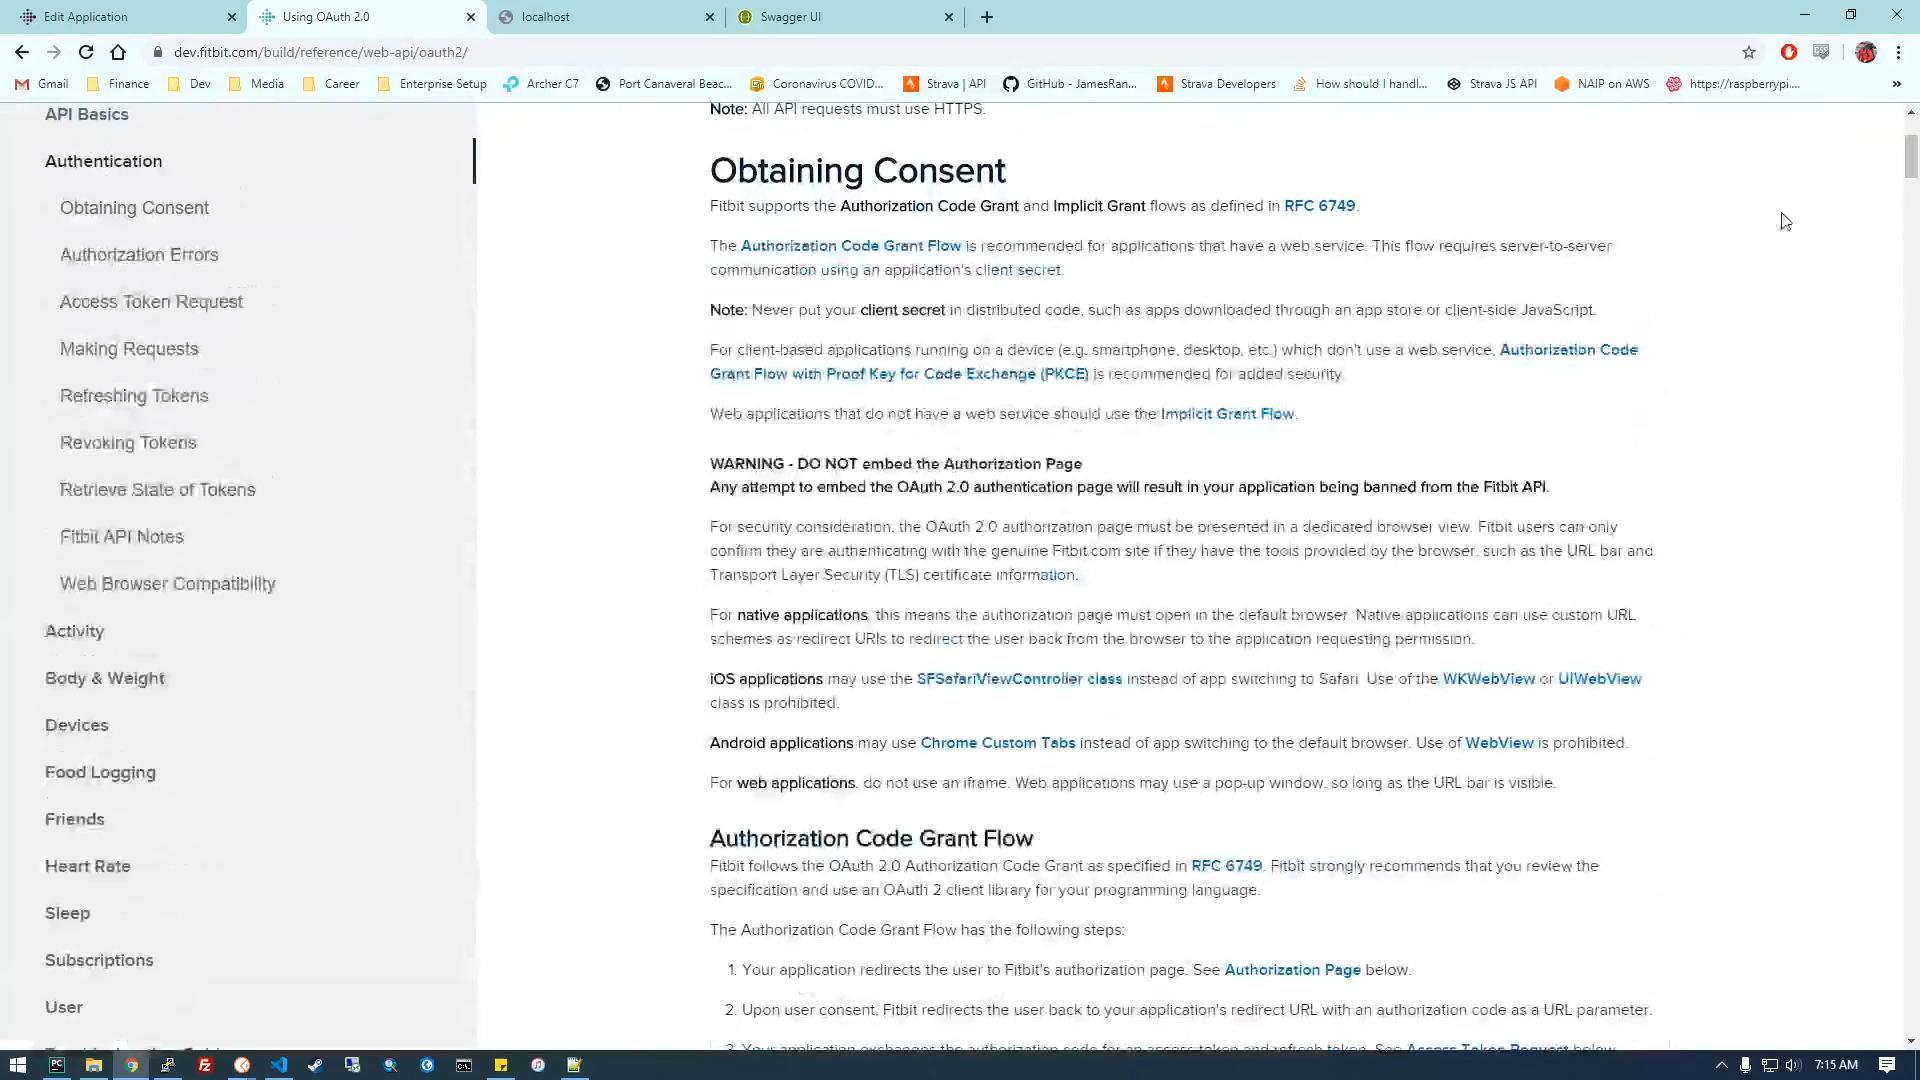 Edit Application
Using OAuth 2.0
localhost
Swagger UI
dev.fitbit.com/build/reference/web-api/oauth2/
Gmail
Finance
Dev
Media
Career
Enterprise Setup
Archer C7
Port Canaveral Beac...
Coronavirus COVID...
Strava | API
GitHub - JamesRan...
Strava Developers
How should I handl...
Strava JS API
NAIP on AWS
https://raspberrypi....
»
API Basics
Authentication
Obtaining Consent
Authorization Errors
Access Token Request
Making Requests
Refreshing Tokens
Revoking Tokens
Retrieve State of Tokens
Fitbit API Notes
Web Browser Compatibility
Activity
Body & Weight
Devices
Food Logging
Friends
Heart Rate
Sleep
Subscriptions
User
Note: All API requests must use HTTPS.
Obtaining Consent
Fitbit supports the Authorization Code Grant and Implicit Grant flows as defined in RFC 6749.
The Authorization Code Grant Flow is recommended for applications that have a web service. This flow requires server-to-server
communication using an application's client secret.
Note: Never put your client secret in distributed code, such as apps downloaded through an app store or client-side JavaScript.
For client-based applications running on a device (e.g. smartphone, desktop, etc.) which don't use a web service, Authorization Code
Grant Flow with Proof Key for Code Exchange (PKCE) is recommended for added security.
Web applications that do not have a web service should use the Implicit Grant Flow.
WARNING - DO NOT embed the Authorization Page
Any attempt to embed the OAuth 2.0 authentication page will result in your application being banned from the Fitbit API.
For security consideration, the OAuth 2.0 authorization page must be presented in a dedicated browser view. Fitbit users can only
confirm they are authenticating with the genuine Fitbit.com site if they have the tools provided by the browser, such as the URL bar and
Transport Layer Security (TLS) certificate information.
For native applications, this means the authorization page must open in the default browser. Native applications can use custom URL
schemes as redirect URIs to redirect the user back from the browser to the application requesting permission.
iOS applications may use the SFSafariViewController class instead of app switching to Safari. Use of the WKWebView or UIWebView
class is prohibited.
Android applications may use Chrome Custom Tabs instead of app switching to the default browser. Use of WebView is prohibited.
For web applications, do not use an iframe. Web applications may use a pop-up window, so long as the URL bar is visible.
Authorization Code Grant Flow
Fitbit follows the OAuth 2.0 Authorization Code Grant as specified in RFC 6749. Fitbit strongly recommends that you review the
specification and use an OAuth 2 client library for your programming language.
The Authorization Code Grant Flow has the following steps:
1. Your application redirects the user to Fitbit's authorization page. See Authorization Page below.
2. Upon user consent, Fitbit redirects the user back to your application's redirect URL with an authorization code as a URL parameter.
3. Your application exchanges the authorization code for an access token and refresh token. See Access Token Request below.
7:15 AM